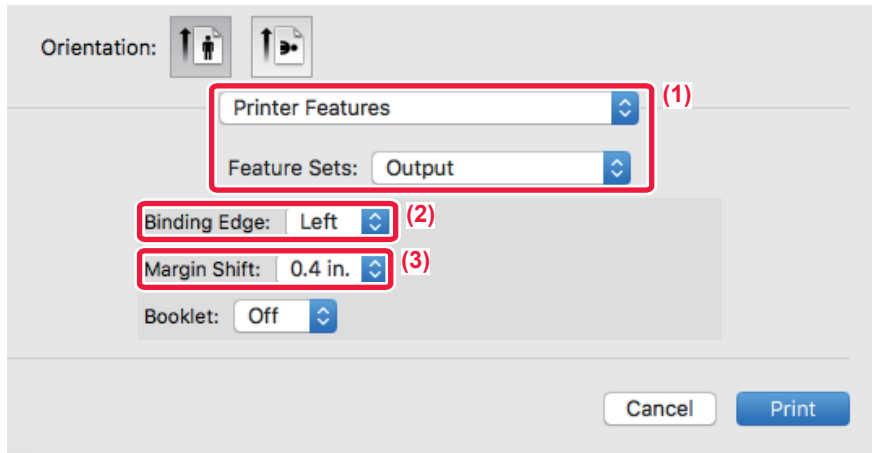 Orientation:
Printer Features (1)
Feature Sets: Output
Binding Edge: Left (2)
Margin Shift: 0.4 in. (3)
Booklet: Off
Cancel Print